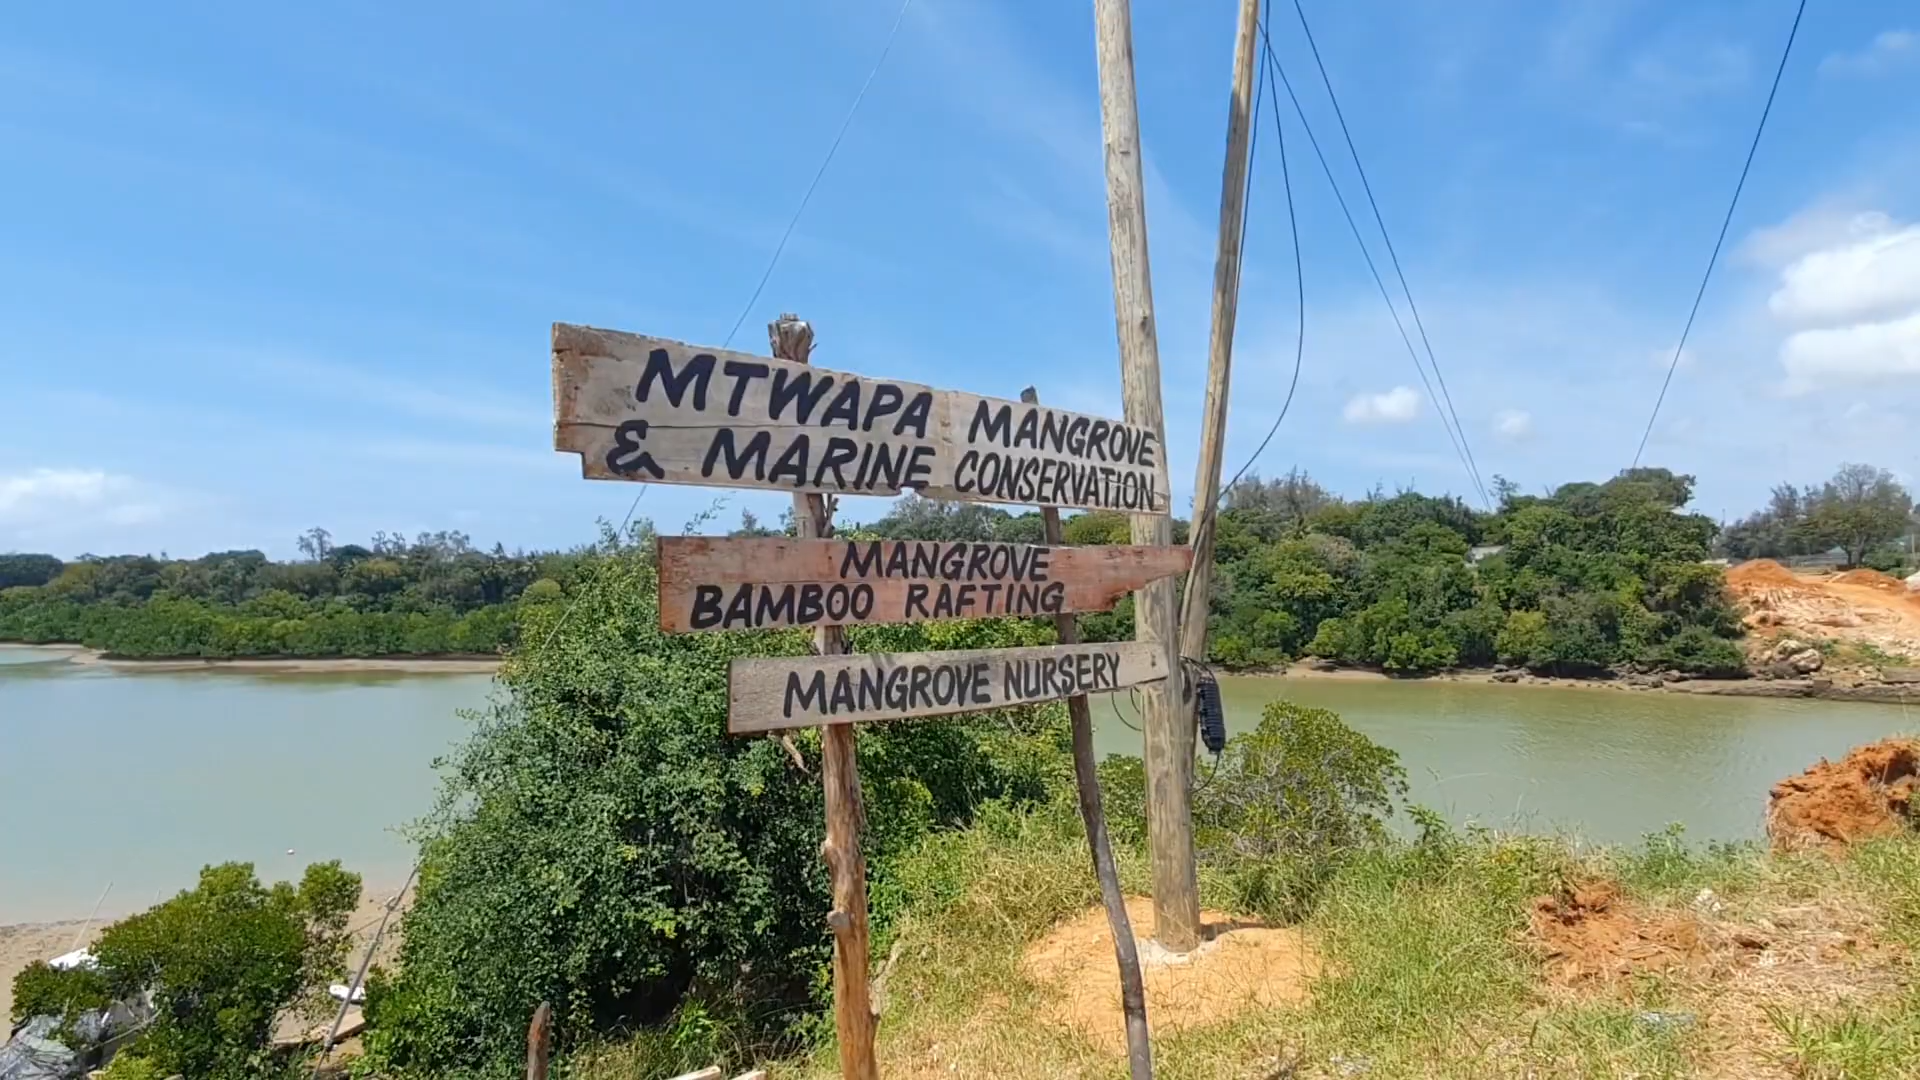 MTWAPA MANGROVE
& MARINE CONSERVATION
MANGROVE
BAMBOO RAFTING
MANGROVE NURSERY